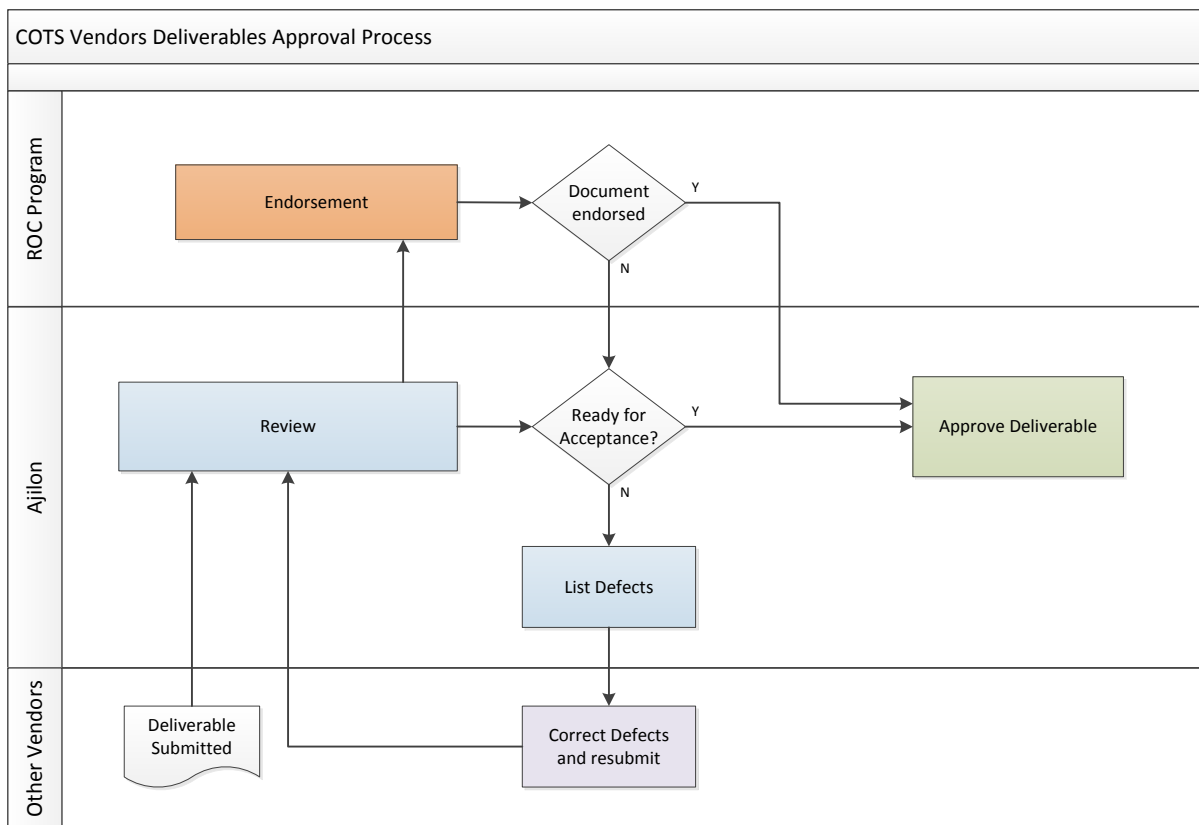 COTS Vendors Deliverables Approval Process
ROC Program
Endorsement
Document
endorsed
Y
N
Ajilon
Review
Ready for
Acceptance?
Y
N
Approve Deliverable
List Defects
Other Vendors
Deliverable
Submitted
Correct Defects
and resubmit